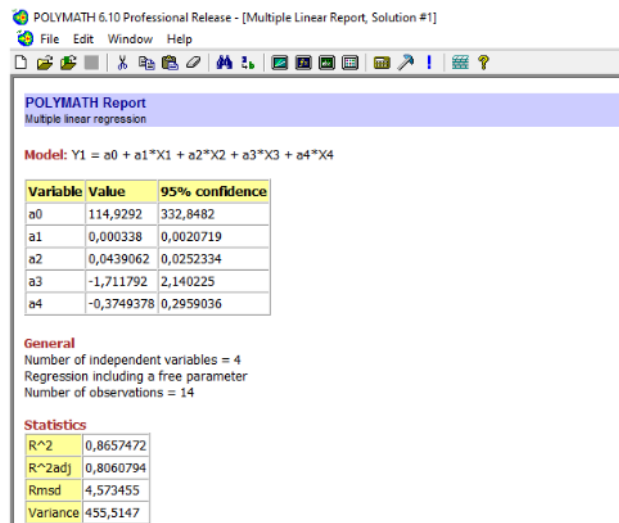 POLYMATH 6.10 Professional Release - [Multiple Linear Report, Solution #1]
File Edit Window Help
POLYMATH Report
Multiple linear regression
Model: Y1 = a0 + a1*X1 + a2*X2 + a3*X3 + a4*X4
Variable Value 95% confidence
a0 114,9292 332,8482
a1 0,000338 0,0020719
a2 0,0439062 0,0252334
a3 -1,711792 2,140225
a4 -0,3749378 0,2959036
General
Number of independent variables = 4
Regression including a free parameter
Number of observations = 14
Statistics
R^2 0,8657472
R^2adj 0,8060794
Rmsd 4,573455
Variance 455,5147